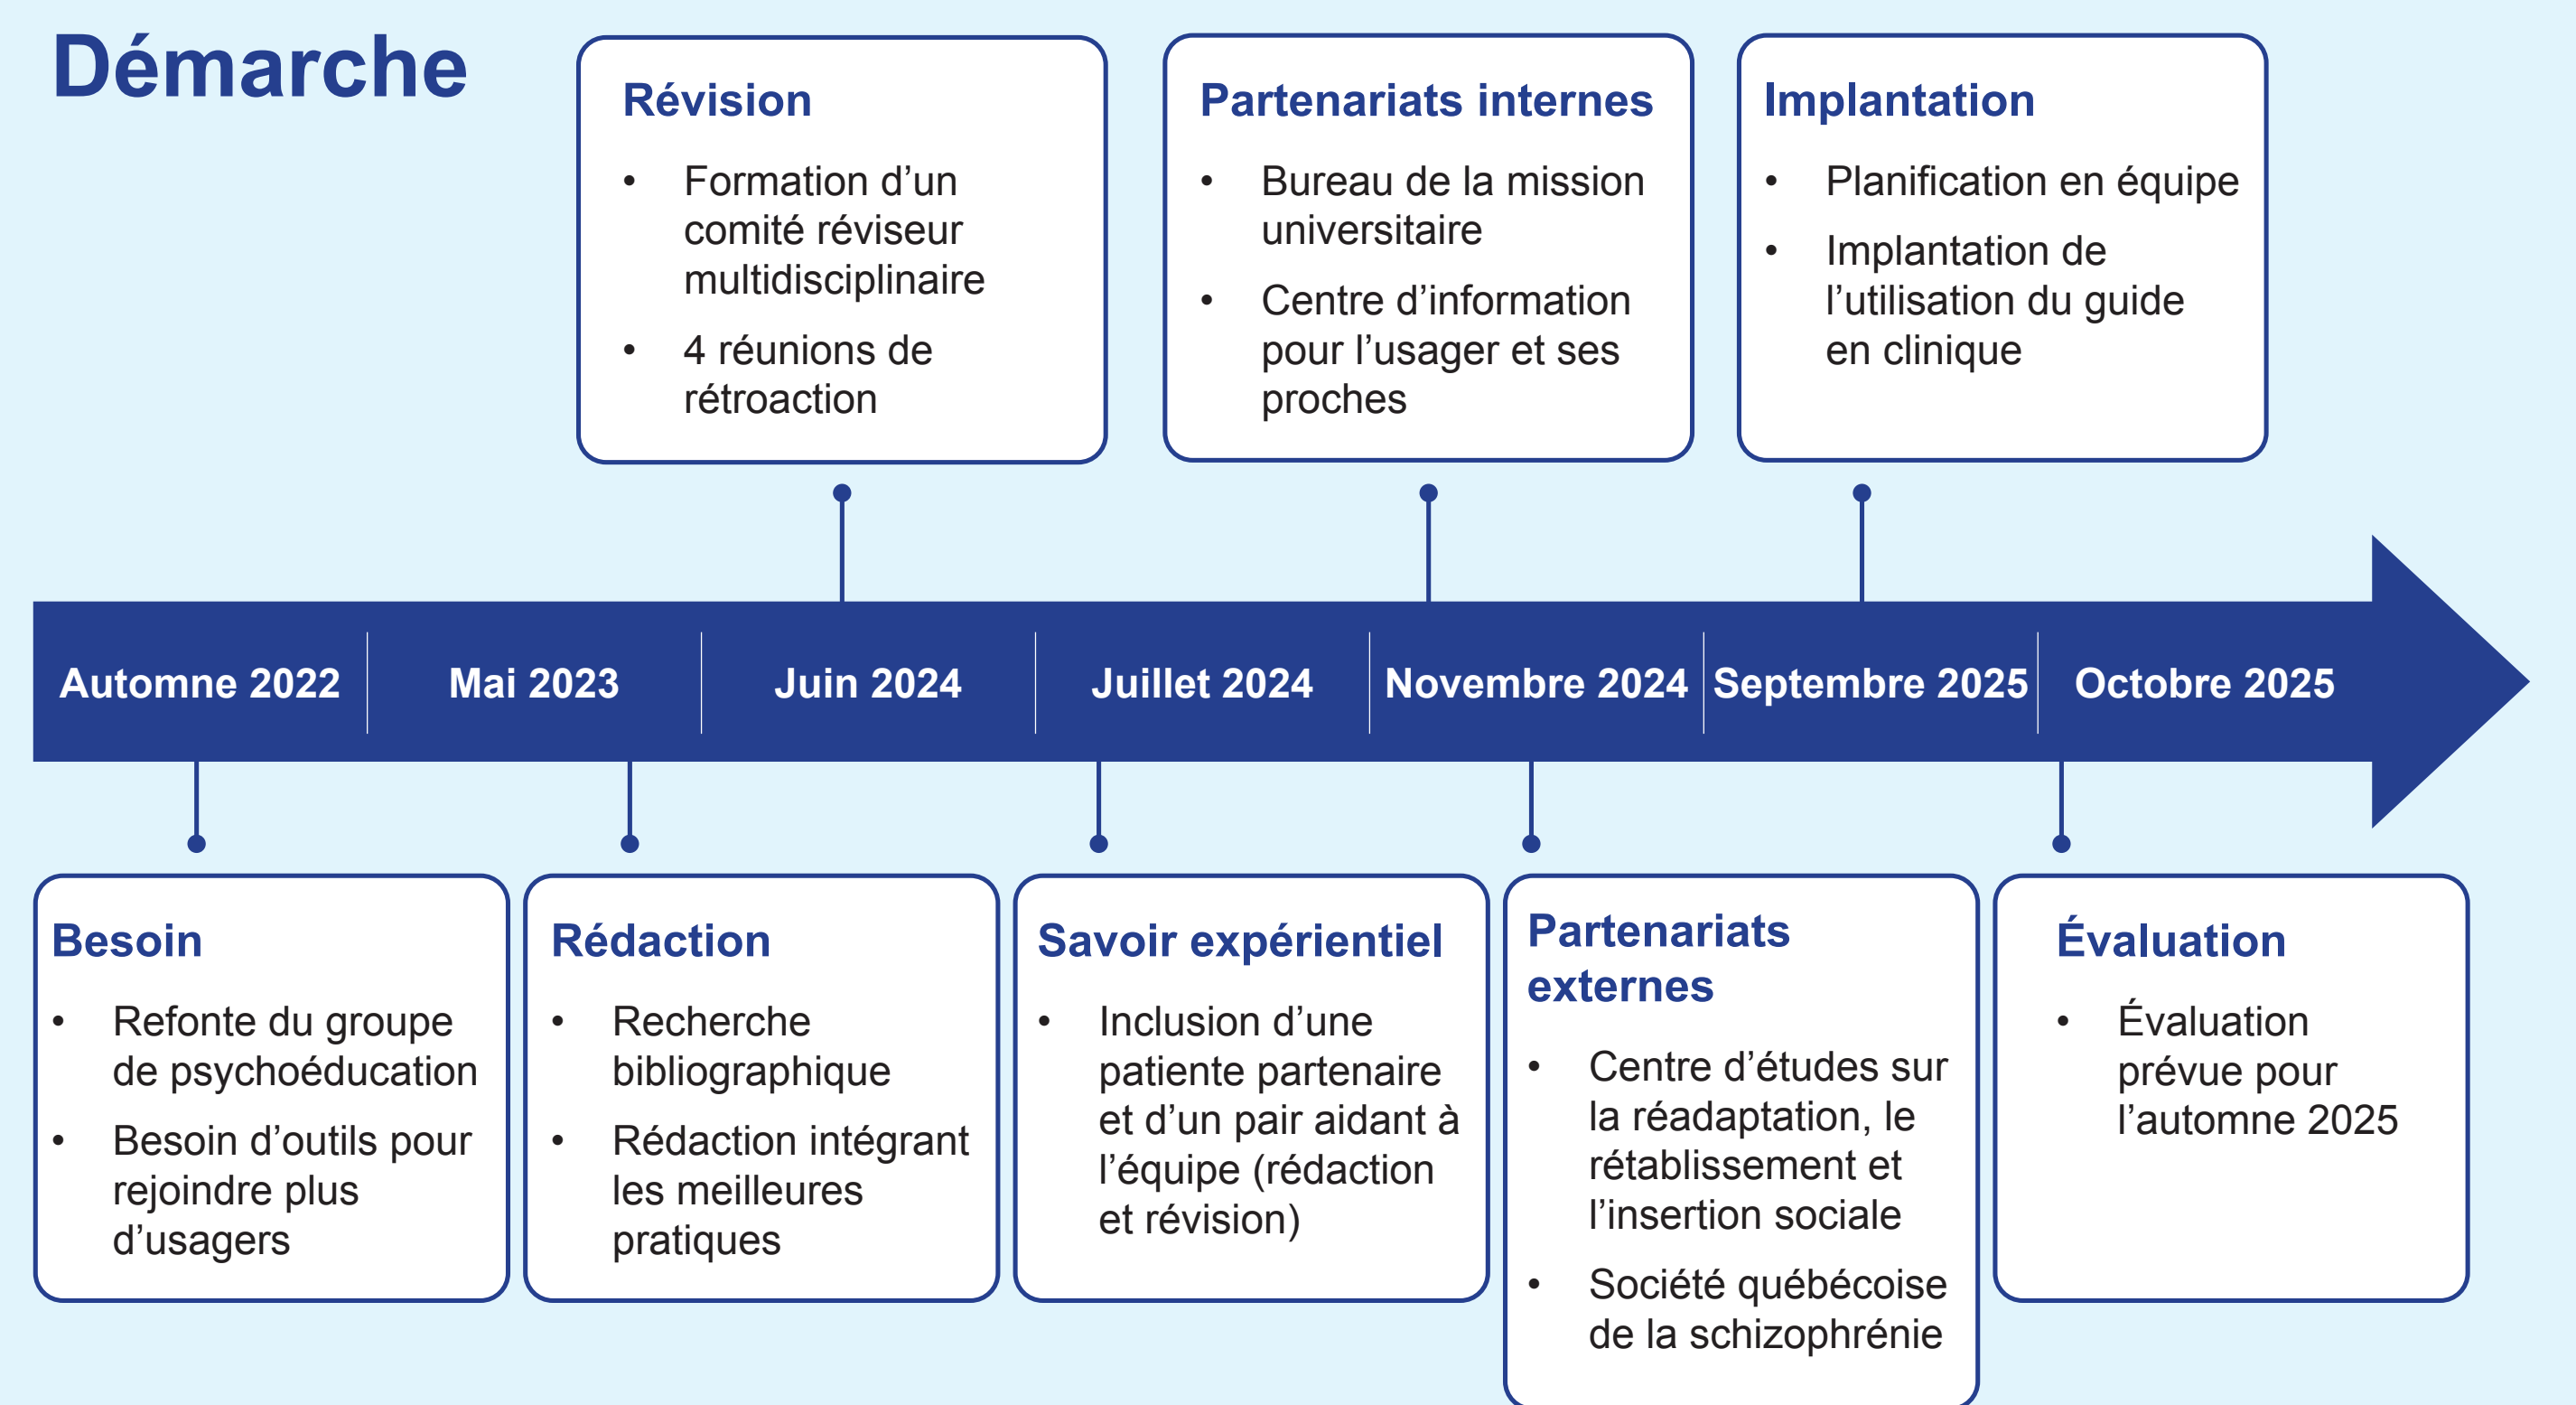 Démarche
Révision
• Formation d’un
comité réviseur
multidisciplinaire
• 4 réunions de
rétroaction
Partenariats internes
• Bureau de la mission
universitaire
• Centre d’information
pour l’usager et ses
proches
Implantation
• Planification en équipe
• Implantation de
l’utilisation du guide
en clinique
Automne 2022
Mai 2023
Juin 2024
Juillet 2024
Novembre 2024
Septembre 2025
Octobre 2025
Besoin
• Refonte du groupe
de psychoéducation
• Besoin d’outils pour
rejoindre plus
d’usagers
Rédaction
• Recherche
bibliographique
• Rédaction intégrant
les meilleures
pratiques
Savoir expérientiel
• Inclusion d’une
patiente partenaire
et d’un pair aidant à
l’équipe (rédaction
et révision)
Partenariats
externes
• Centre d’études sur
la réadaptation, le
rétablissement et
l’insertion sociale
• Société québécoise
de la schizophrénie
Évaluation
• Évaluation
prévue pour
l’automne 2025